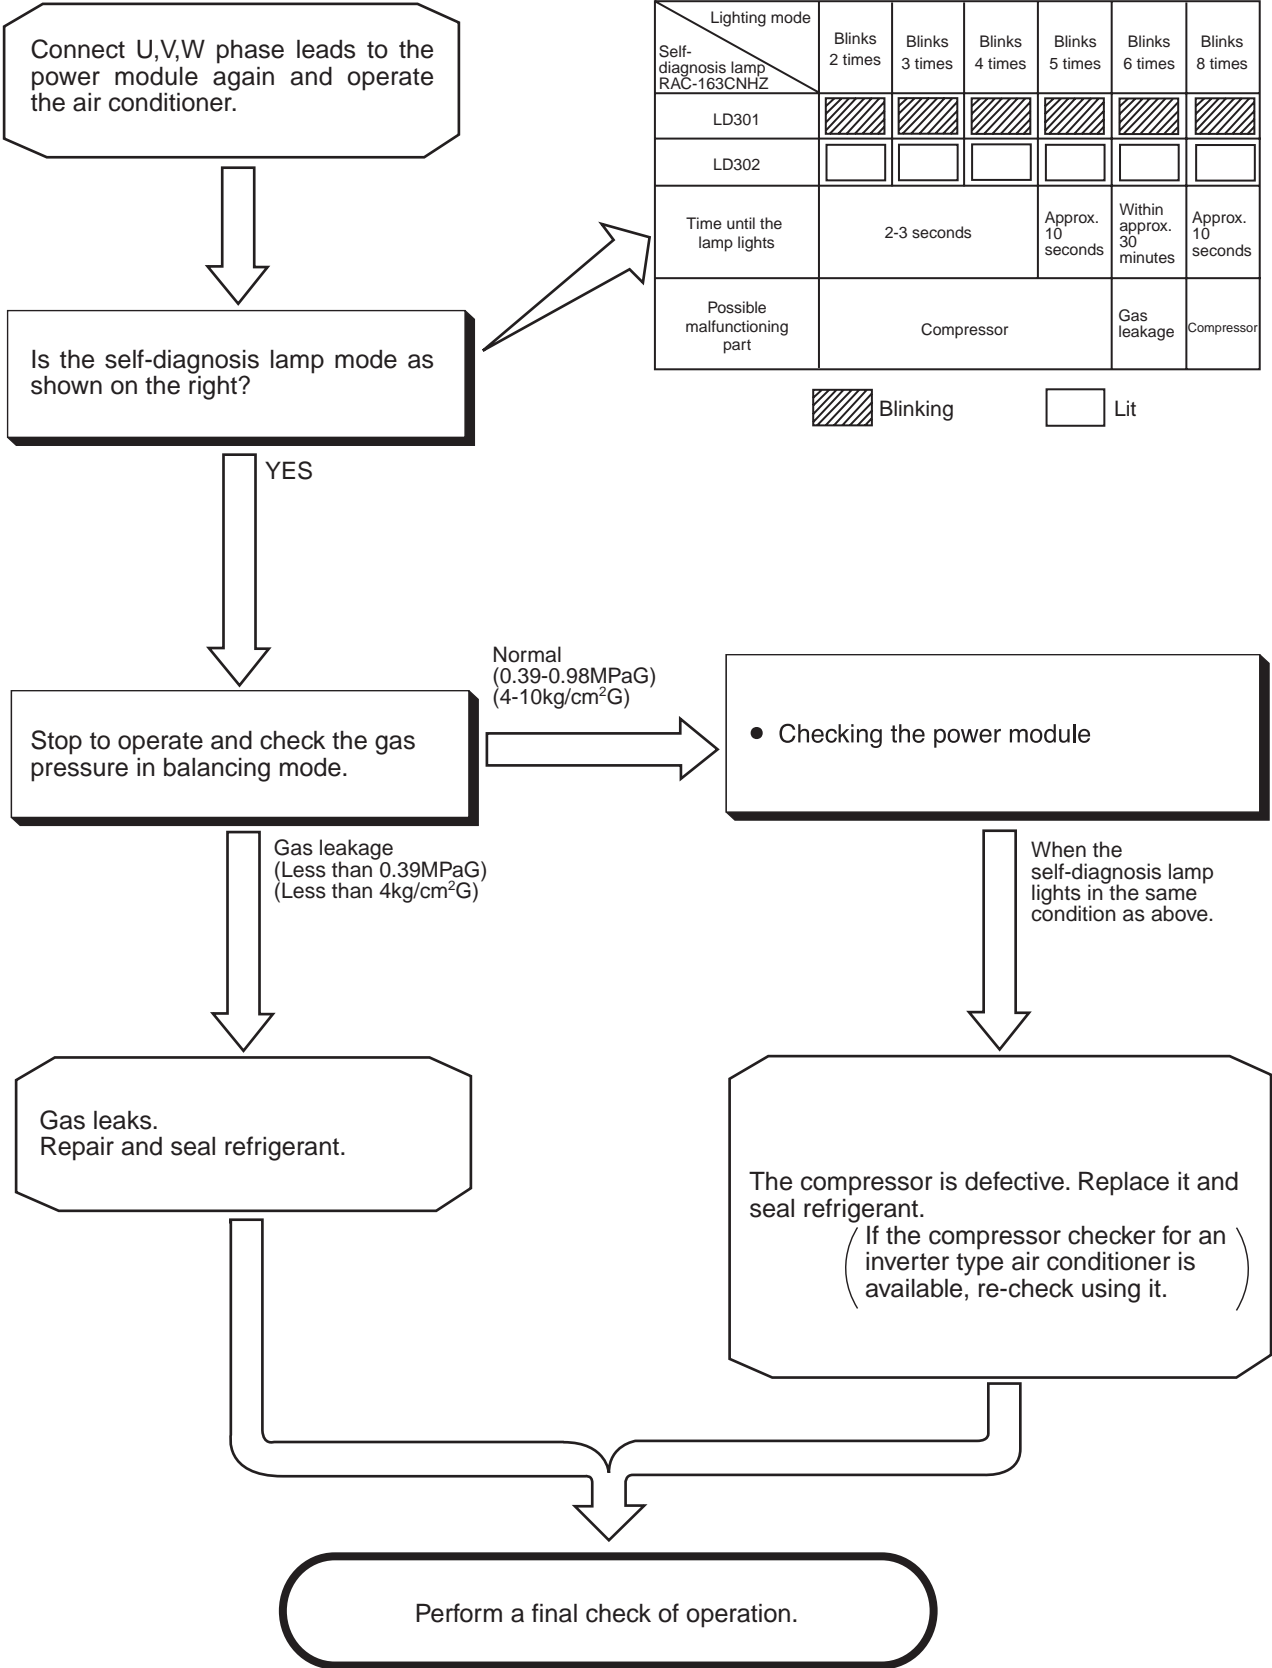 Connect U,V,W phase leads to the
power module again and operate
the air conditioner.
Lighting mode
Self-
diagnosis lamp
RAC-163CNHZ
Blinks
2 times
Blinks
3 times
Blinks
4 times
Blinks
5 times
Blinks
6 times
Blinks
8 times
LD301
LD302
Time until the
lamp lights
2-3 seconds
Approx.
10
seconds
Within
approx.
30
minutes
Approx.
10
seconds
Possible
malfunctioning
part
Compressor
Gas
leakage
Compressor
Blinking
Lit
Is the self-diagnosis lamp mode as
shown on the right?
YES
Stop to operate and check the gas
pressure in balancing mode.
Normal
(0.39-0.98MPaG)
(4-10kg/cm²G)
• Checking the power module
Gas leakage
(Less than 0.39MPaG)
(Less than 4kg/cm²G)
When the
self-diagnosis lamp
lights in the same
condition as above.
Gas leaks.
Repair and seal refrigerant.
The compressor is defective. Replace it and
seal refrigerant.
(If the compressor checker for an
inverter type air conditioner is
available, re-check using it.)
Perform a final check of operation.